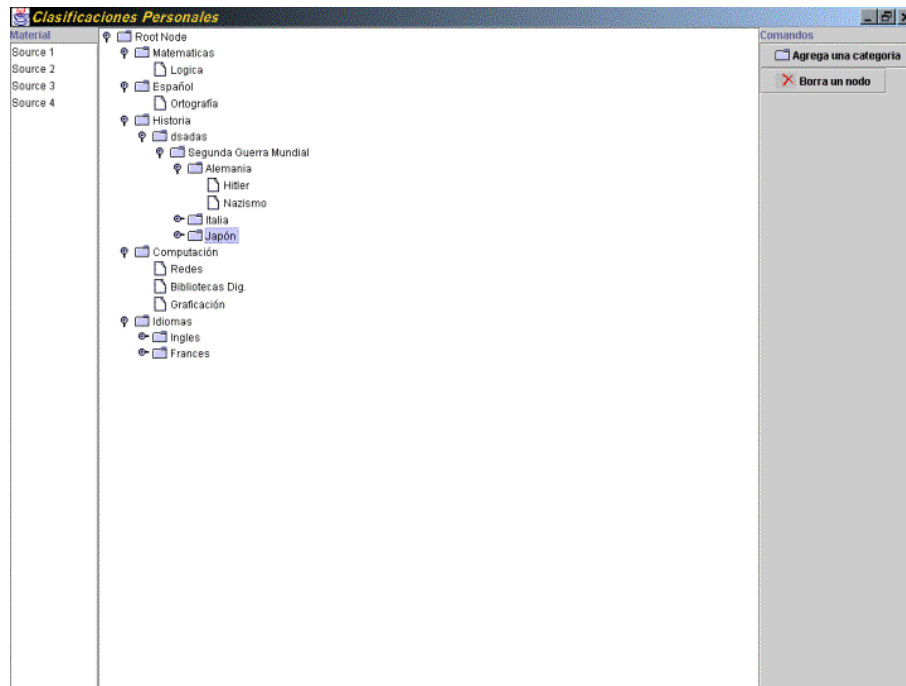 Clasificaciones Personales
Material
Source 1
Source 2
Source 3
Source 4
Root Node
Matematicas
Logica
Español
Ortografía
Historia
dsadas
Segunda Guerra Mundial
Alemania
Hitler
Nazismo
Italia
Japón
Computación
Redes
Bibliotecas Dig.
Graficación
Idiomas
Ingles
Frances
Comandos
Agrega una categoria
Borra un nodo